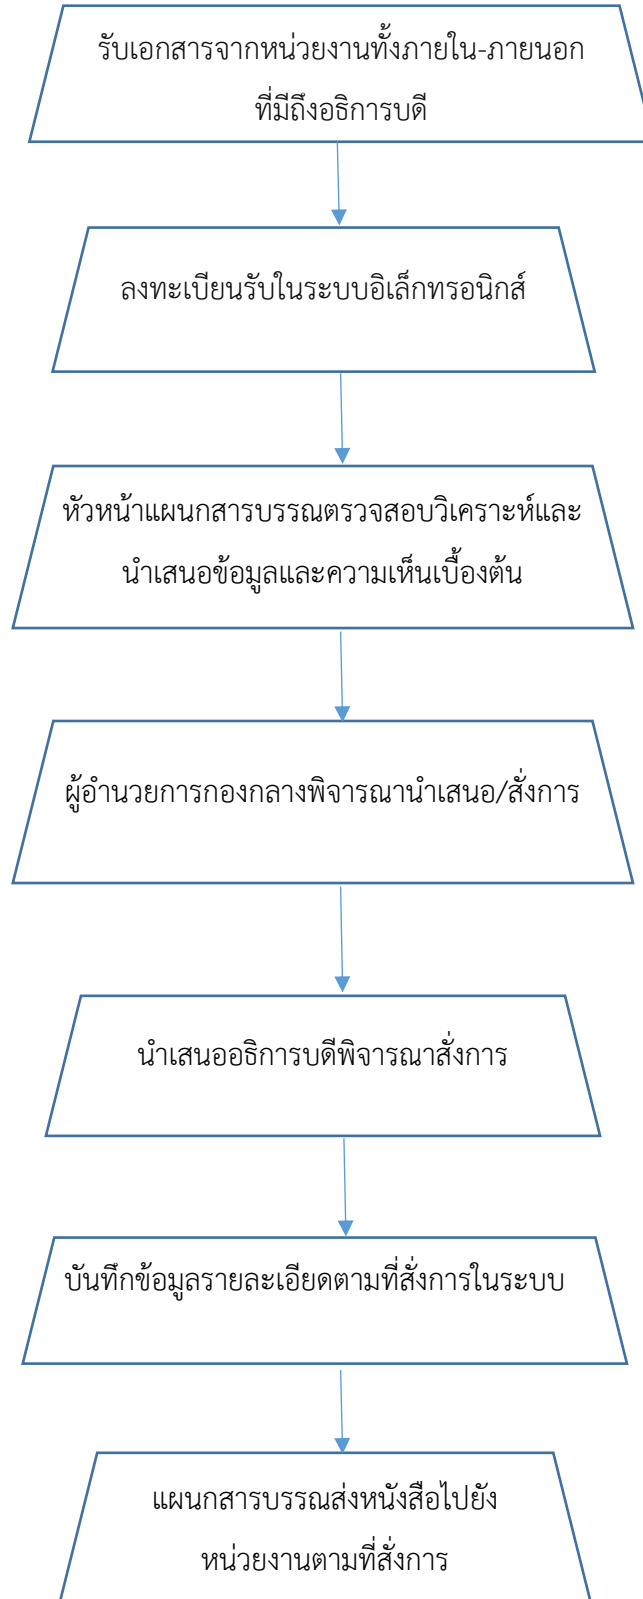 รับเอกสารจากหน่วยงานทั้งภายใน-ภายนอก
ที่มีถึงอธิการบดี
ลงทะเบียนรับในระบบอิเล็กทรอนิกส์
หัวหน้าแผนกสารบรรณตรวจสอบวิเคราะห์และ
นำเสนอข้อมูลและความเห็นเบื้องต้น
ผู้อำนวยการกองกลางพิจารณานำเสนอ/สั่งการ
นำเสนออธิการบดีพิจารณาสั่งการ
บันทึกข้อมูลรายละเอียดตามที่สั่งการในระบบ
แผนกสารบรรณส่งหนังสือไปยัง
หน่วยงานตามที่สั่งการ